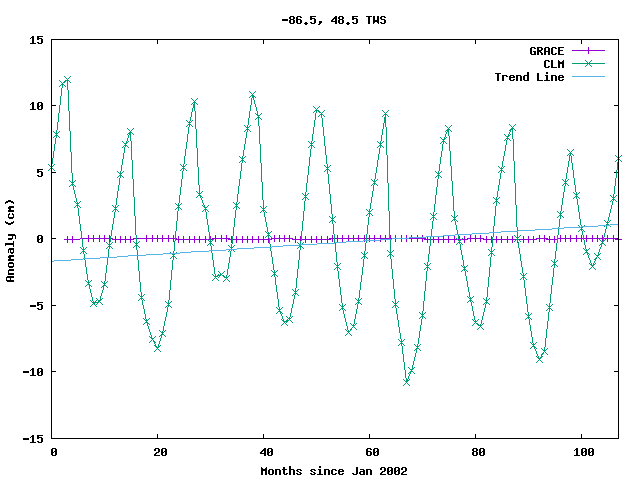 -86.5, 48.5 TWS
15
10
5
0
-5
-10
-15
Anomaly (cm)
GRACE
CLM
Trend Line
0 20 40 60 80 100
Months since Jan 2002